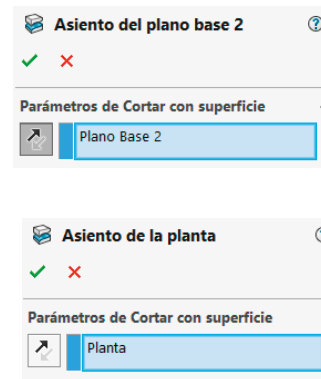 Asiento del plano base 2
Parámetros de Cortar con superficie
Plano Base 2
Asiento de la planta
Parámetros de Cortar con superficie
Planta